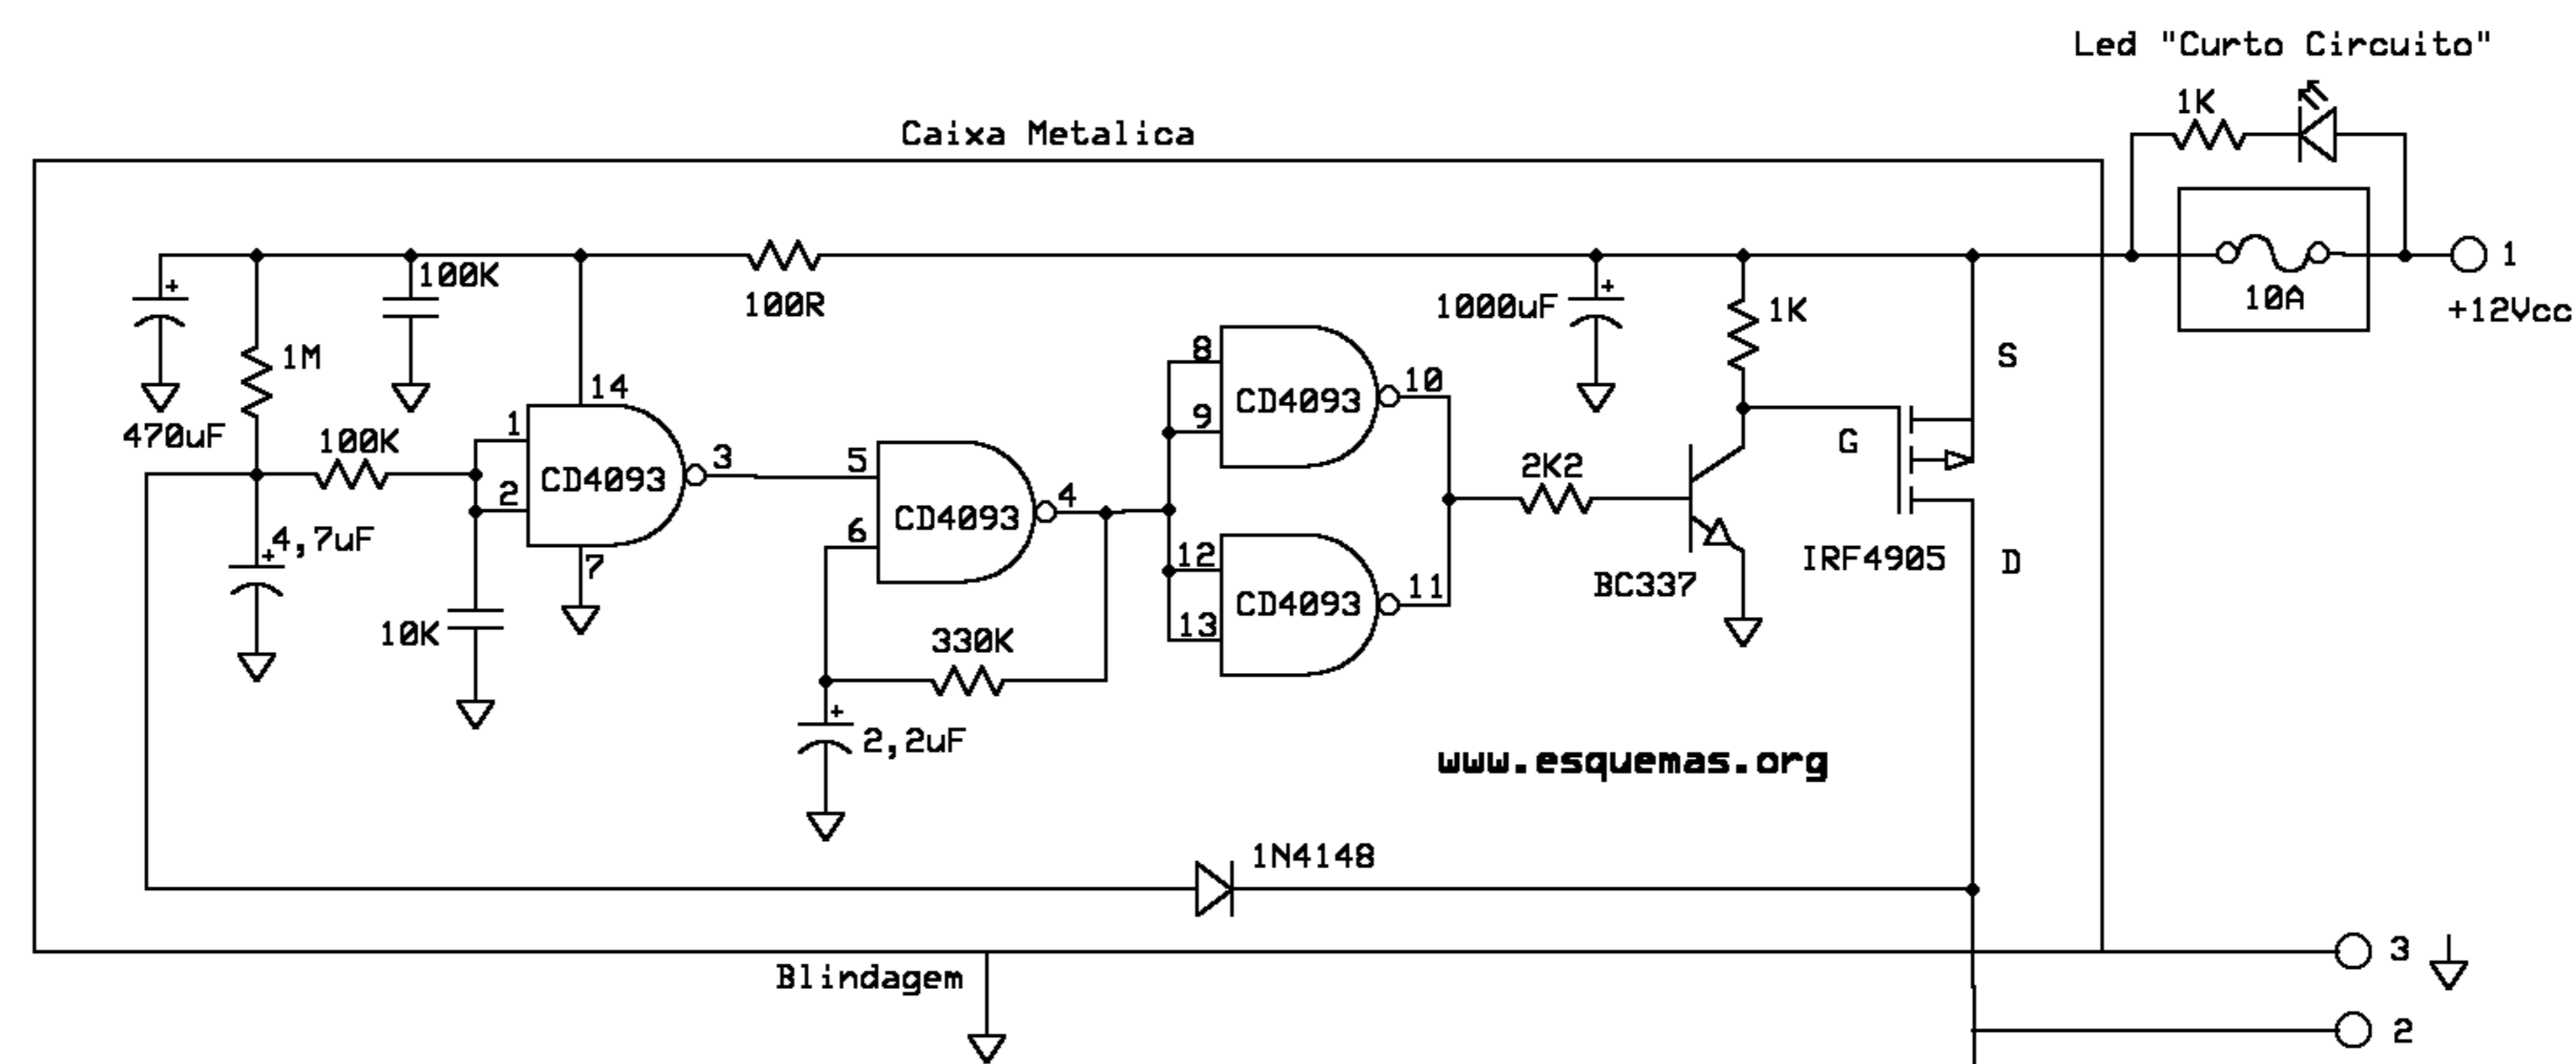 Led "Curto Circuito"
1K
Caixa Metalica
100K
100R
1000uF
1K
10A
1
+12Vcc
+
+
470uF
1M
14
8
9
CD4093
10
S
100K
1
2
CD4093
3
5
6
CD4093
4
2K2
G
+
4,7uF
7
12
13
CD4093
11
BC337
IRF4905
D
10K
330K
+
2,2uF
www.esquemas.org
1N4148
Blindagem
3
2